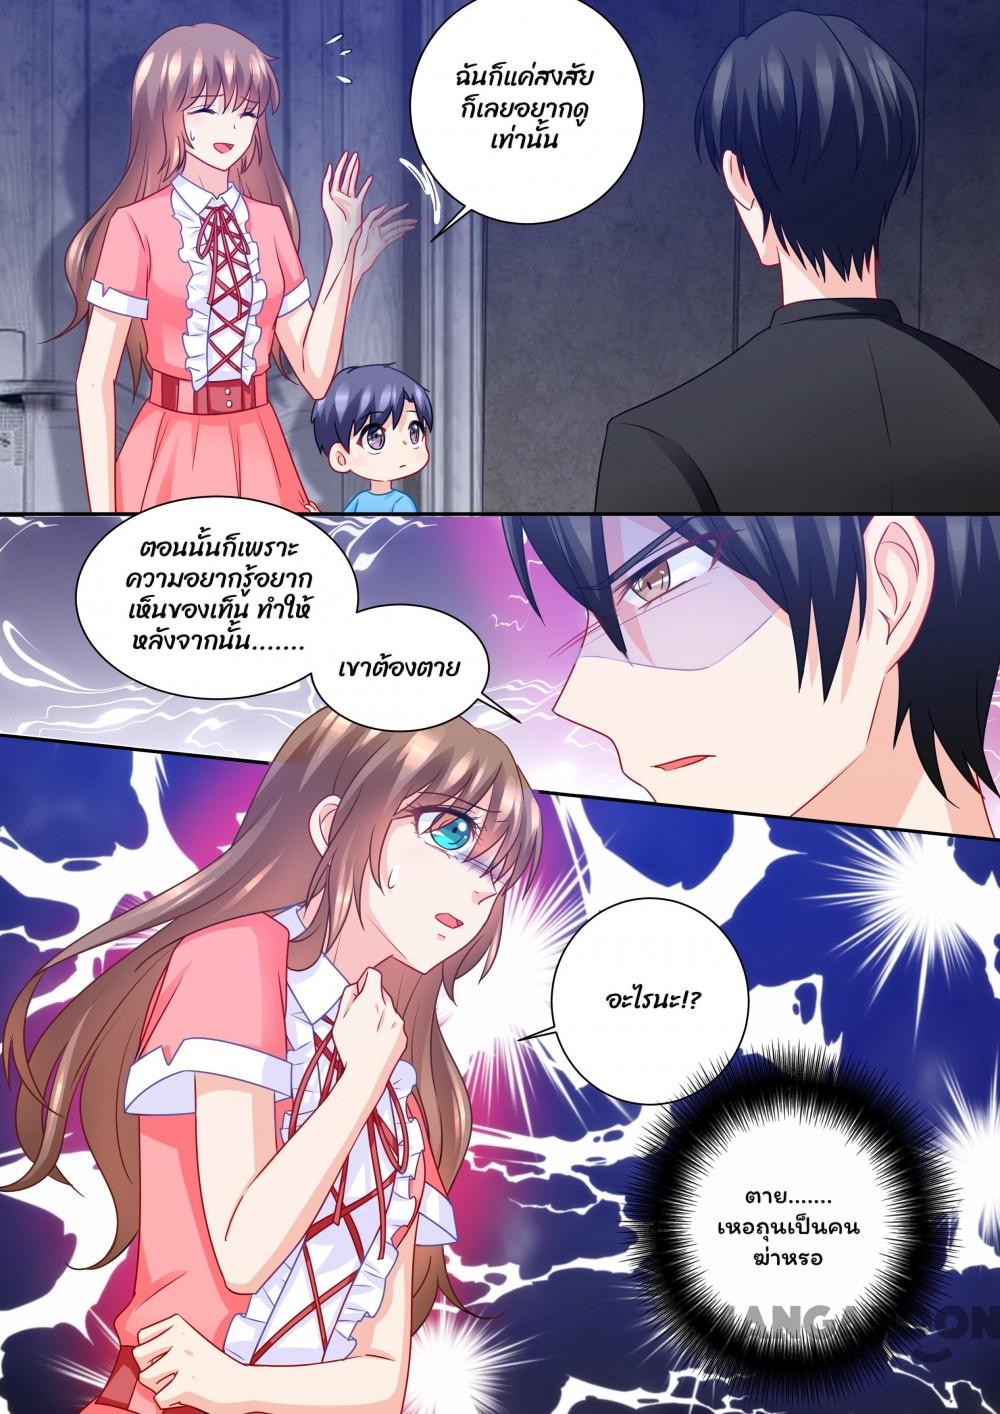 ฉันก็แค่สงสัย
ก็เลยอยากดู
เท่านั้น
ตอนนั้นก็เพราะ
ความอยากรู้อยาก
เห็นของเท็น ทำให้
หลังจากนั้น.......
เขาต้องตาย
อะไรนะ!?
ตาย.......
เหอถุนเป็นคน
ฆ่าหรอ